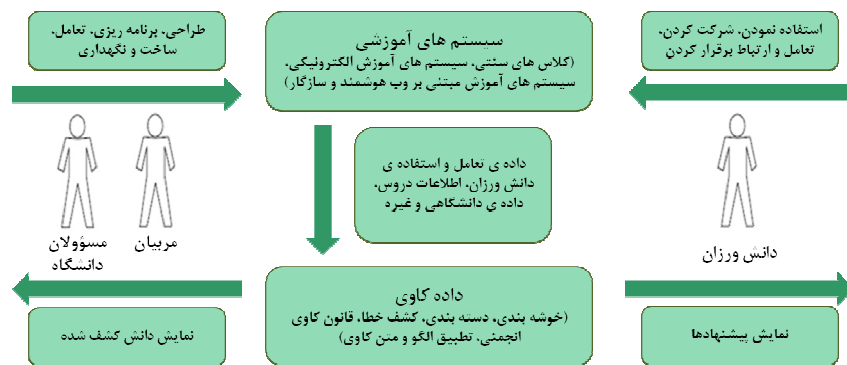 استفاده نمودن، شرکت کردن،
تعامل و ارتباط برقرار کردن
سیستم های آموزشی
(کلاس های سنتی، سیستم های آموزش الکترونیکی،
سیستم های آموزش مبتنی بر وب هوشمند و سازگار)
طراحی، برنامه ریزی، تعامل،
ساخت و نگهداری
داده ی تعامل و استفاده ی
دانش ورزان، اطلاعات دروس،
داده ي دانشگاهی و غیره
دانش ورزان
مربیان
مسؤولان
دانشگاه
داده کاوی
(خوشه بندی، دسته بندی، کشف خطا، قانون کاوی
انجمنی، تطبیق الگو و متن کاوی)
نمایش پیشنهادها
نمایش دانش کشف شده